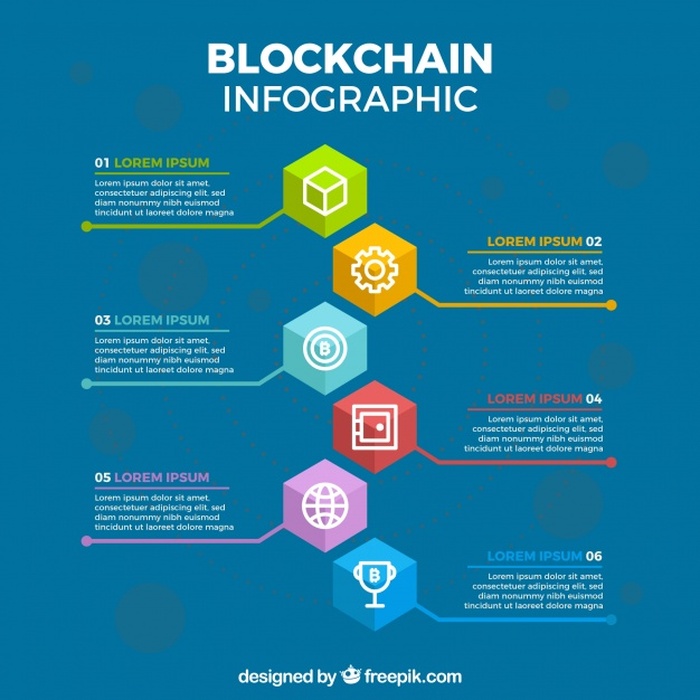 BLOCKCHAIN
INFOGRAPHIC
01 LOREM IPSUM
Lorem ipsum dolor sit amet,
consectetuer adipiscing elit, sed
diam nonummy nibh euismod
tincidunt ut laoreet dolore magna
LOREM IPSUM 02
Lorem ipsum dolor sit amet,
consectetuer adipiscing elit, sed
diam nonummy nibh euismod
tincidunt ut laoreet dolore magna
03 LOREM IPSUM
Lorem ipsum dolor sit amet,
consectetuer adipiscing elit, sed
diam nonummy nibh euismod
tincidunt ut laoreet dolore magna
LOREM IPSUM 04
Lorem ipsum dolor sit amet,
consectetuer adipiscing elit, sed
diam nonummy nibh euismod
tincidunt ut laoreet dolore magna
05 LOREM IPSUM
Lorem ipsum dolor sit amet,
consectetuer adipiscing elit, sed
diam nonummy nibh euismod
tincidunt ut laoreet dolore magna
LOREM IPSUM 06
Lorem ipsum dolor sit amet,
consectetuer adipiscing elit, sed
diam nonummy nibh euismod
tincidunt ut laoreet dolore magna
designed by freepik.com